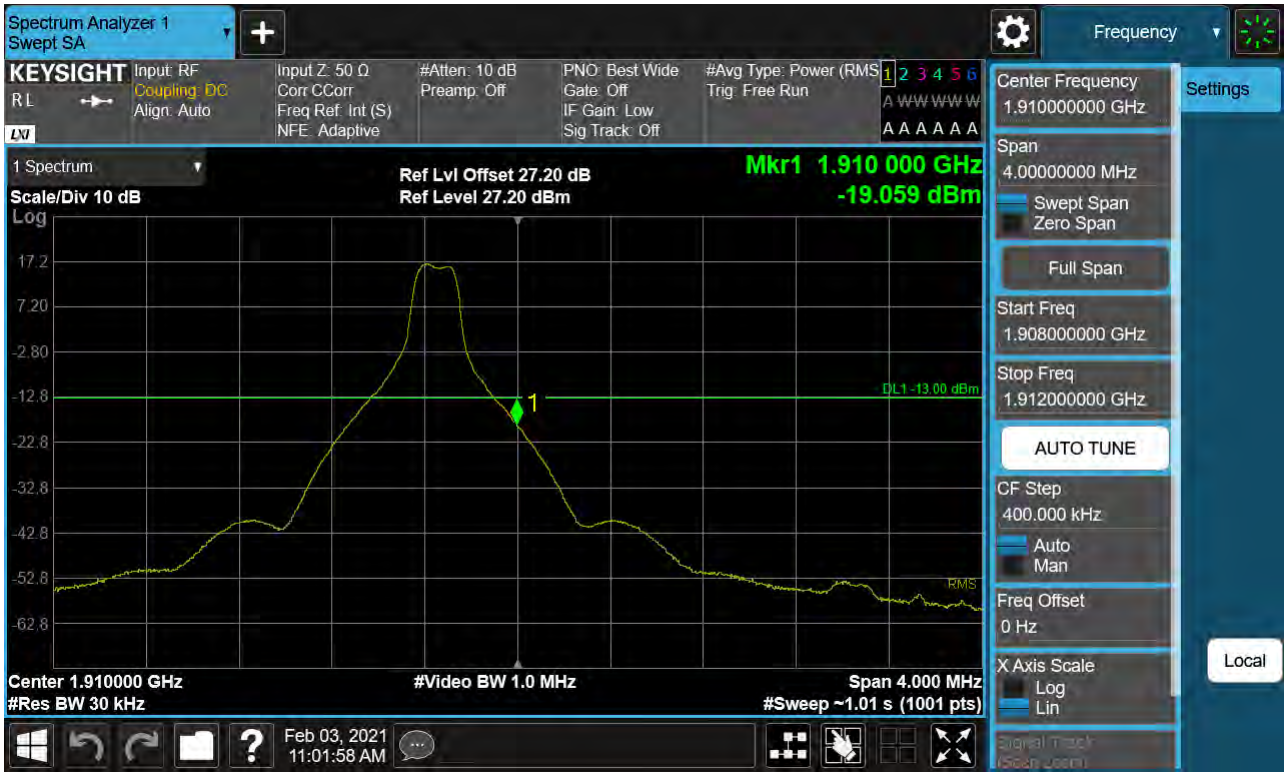 Spectrum Analyzer 1
Swept SA
Frequency
KEYSIGHT
RL
LXI
Input: RF
Coupling: DC
Align: Auto
Input Z: 50 Ω
Corr CCorr
Freq Ref: Int (S)
NFE: Adaptive
#Atten: 10 dB
Preamp: Off
PNO: Best Wide
Gate: Off
IF Gain: Low
Sig Track: Off
#Avg Type: Power (RMS
Trig: Free Run
1 2 3 4 5 6
A W W W W W
A A A A A A
1 Spectrum
Scale/Div 10 dB
Log
Ref Lvl Offset 27.20 dB
Ref Level 27.20 dBm
Mkr1 1.910 000 GHz
-19.059 dBm
17.2
7.20
-2.80
-12.8
-22.8
-32.8
-42.8
-52.8
-62.8
DL1 -13.00 dBm
1
RMS
Center 1.910000 GHz
#Res BW 30 kHz
#Video BW 1.0 MHz
Span 4.000 MHz
#Sweep ~1.01 s (1001 pts)
Center Frequency
1.910000000 GHz
Span
4.00000000 MHz
Swept Span
Zero Span
Full Span
Start Freq
1.908000000 GHz
Stop Freq
1.912000000 GHz
AUTO TUNE
CF Step
400.000 kHz
Auto
Man
Freq Offset
0 Hz
X Axis Scale
Log
Lin
Signal Track
(Span Zoom)
Settings
Local
?
Feb 03, 2021
11:01:58 AM